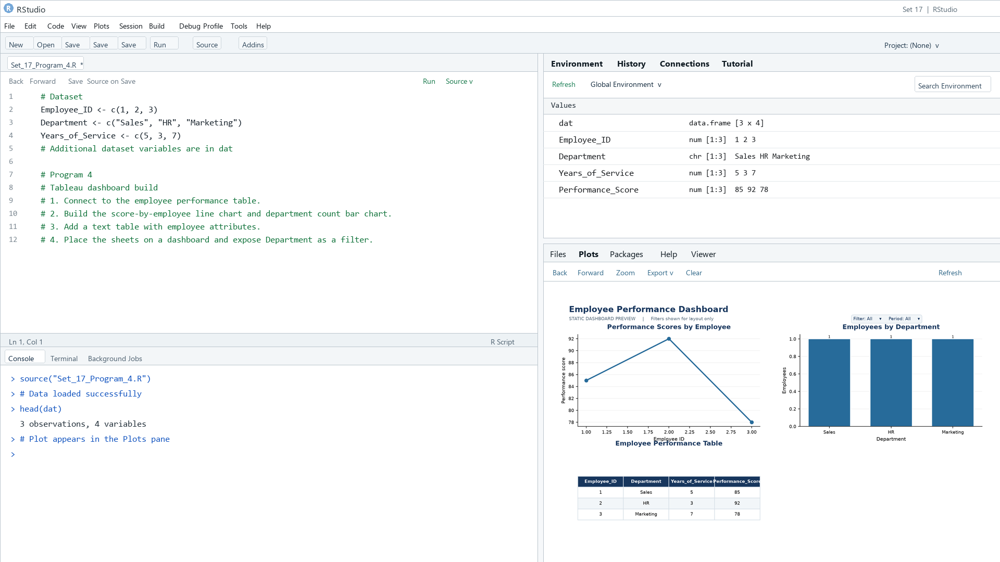 R RStudio
Set 17 | RStudio
File Edit Code View Plots Session Build Debug Profile Tools Help
New Open Save Save Save Run Source Addins
Project: (None) v
Set_17_Program_4.R *
Back Forward Save Source on Save Run Source v
1 # Dataset
2 Employee_ID <- c(1, 2, 3)
3 Department <- c("Sales", "HR", "Marketing")
4 Years_of_Service <- c(5, 3, 7)
5 # Additional dataset variables are in dat
6
7 # Program 4
8 # Tableau dashboard build
9 # 1. Connect to the employee performance table.
10 # 2. Build the score-by-employee line chart and department count bar chart.
11 # 3. Add a text table with employee attributes.
12 # 4. Place the sheets on a dashboard and expose Department as a filter.
Ln 1, Col 1 R Script
Console Terminal Background Jobs
> source("Set_17_Program_4.R")
> # Data loaded successfully
> head(dat)
3 observations, 4 variables
> # Plot appears in the Plots pane
>
Environment History Connections Tutorial
Refresh Global Environment v Search Environment
Values
dat data.frame [3 x 4]
Employee_ID num [1:3] 1 2 3
Department chr [1:3] Sales HR Marketing
Years_of_Service num [1:3] 5 3 7
Performance_Score num [1:3] 85 92 78
Files Plots Packages Help Viewer
Back Forward Zoom Export v Clear Refresh
Employee Performance Dashboard
STATIC DASHBOARD PREVIEW | Filters shown for layout only
Filter: All ▾ Period: All ▾
Performance Scores by Employee
92
90
88
86
84
82
80
78
Performance score
1.00 1.25 1.50 1.75 2.00 2.25 2.50 2.75 3.00
Employee ID
Employees by Department
1 1 1
1.0
0.8
0.6
0.4
0.2
0.0
Employees
Sales HR Marketing
Department
Employee Performance Table
Employee_ID Department Years_of_Service Performance_Score
1 Sales 5 85
2 HR 3 92
3 Marketing 7 78